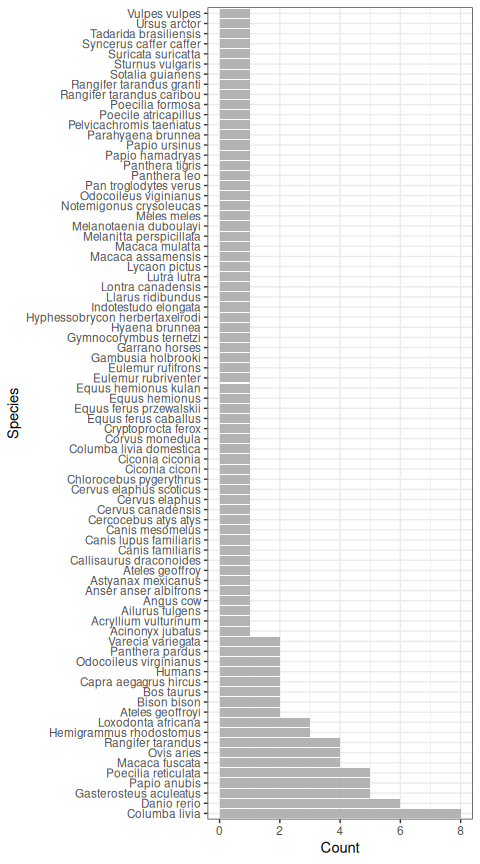 Vulpes vulpes
Ursus arctor
Tadarida brasiliensis
Syncerus caffer caffer
Suricata suricatta
Sturnus vulgaris
Sotalia guianens
Rangifer tarandus granti
Rangifer tarandus caribou
Poecilia formosa
Poecile atricapillus
Pelvicachromis taeniatus
Parahyaena brunnea
Papio ursinus
Papio hamadryas
Panthera tigris
Panthera leo
Pan troglodytes verus
Odocoileus viginianus
Notemigonus crysoleucas
Meles meles
Melanotaenia duboulayi
Melanitta perspicillata
Macaca mulatta
Macaca assamensis
Lycaon pictus
Lutra lutra
Lontra canadensis
Llarus ridibundus
Indotestudo elongata
Hyphessobrycon herbertaxelrodi
Hyaena brunnea
Gymnocorymbus ternetzi
Garrano horses
Gambusia holbrooki
Eulemur rufifrons
Eulemur rubriventer
Equus hemionus kulan
Equus hemionus
Equus ferus przewalskii
Equus ferus caballus
Cryptoprocta ferox
Corvus monedula
Columba livia domestica
Ciconia ciconia
Ciconia ciconi
Chlorocebus pygerythrus
Cervus elaphus scoticus
Cervus elaphus
Cervus canadensis
Cercocebus atys atys
Canis mesomelus
Canis lupus familiaris
Canis familiaris
Callisaurus draconoides
Ateles geoffroy
Astyanax mexicanus
Anser anser albifrons
Angus cow
Ailurus fulgens
Acryllium vulturinum
Acinonyx jubatus
Varecia variegata
Panthera pardus
Odocoileus virginianus
Humans
Capra aegagrus hircus
Bos taurus
Bison bison
Ateles geoffroyi
Loxodonta africana
Hemigrammus rhodostomus
Rangifer tarandus
Ovis aries
Macaca fuscata
Poecilia reticulata
Papio anubis
Gasterosteus aculeatus
Danio rerio
Columba livia
Species
0 2 4 6 8
Count